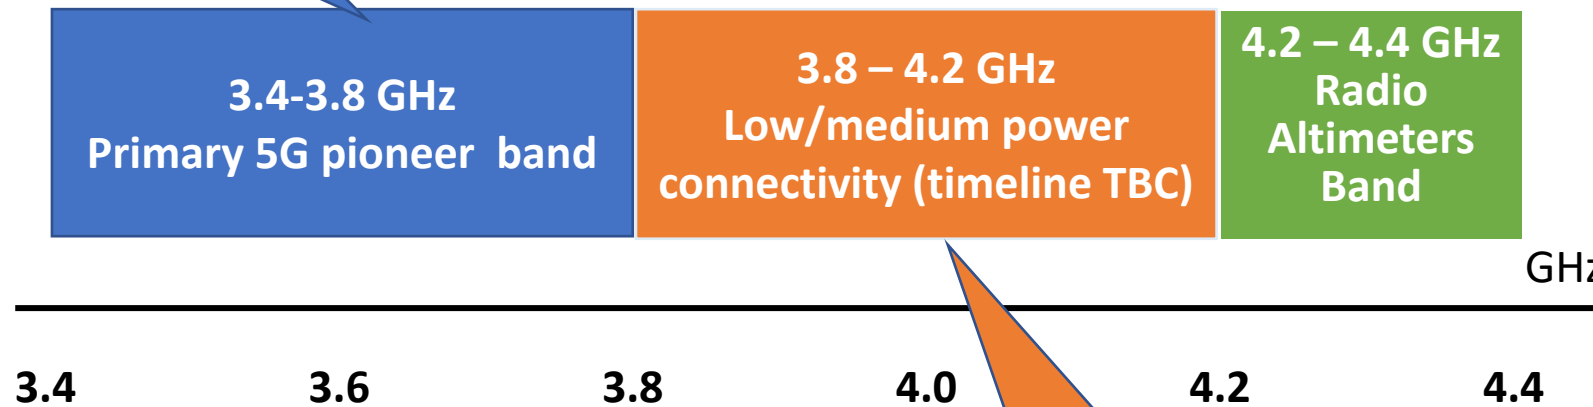 3.4-3.8 GHz
Primary 5G pioneer band
3.8 – 4.2 GHz
Low/medium power
connectivity (timeline TBC)
4.2 – 4.4 GHz
Radio
Altimeters
Band
GHz
3.4 3.6 3.8 4.0 4.2 4.4